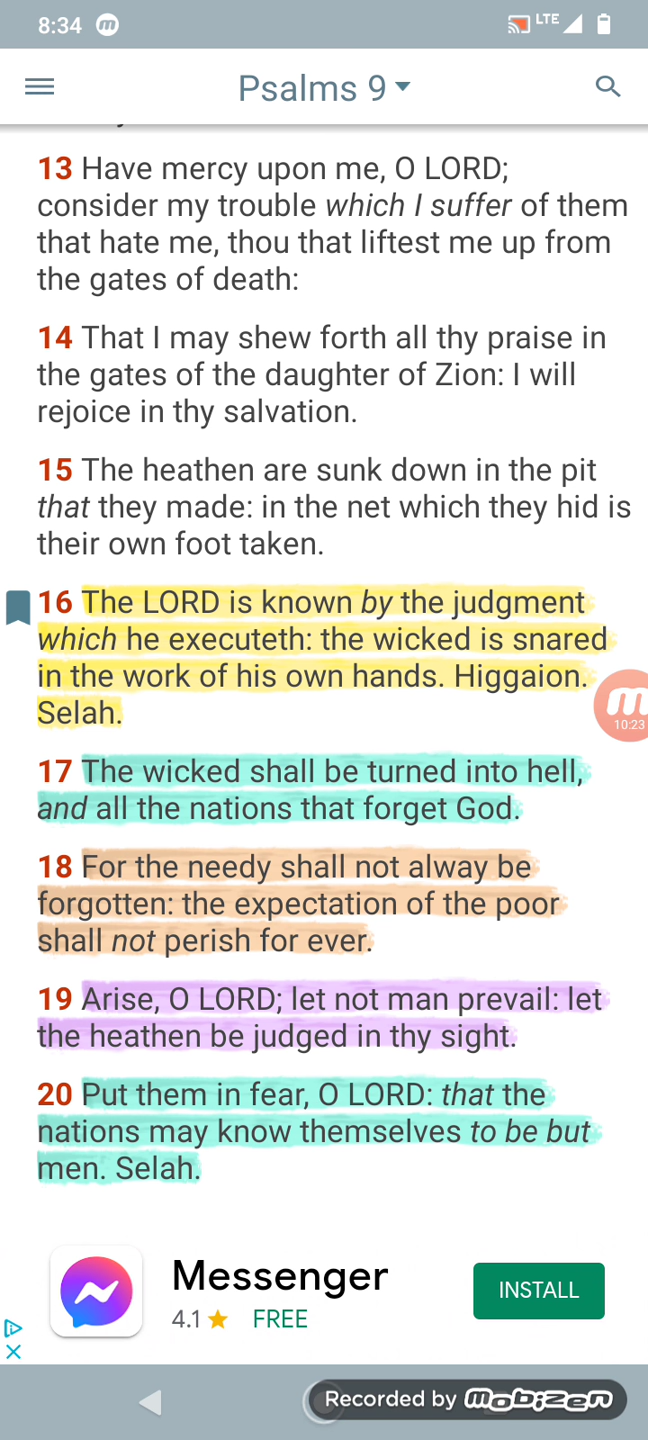 8:34
LTE
Psalms 9
13 Have mercy upon me, O LORD;
consider my trouble which I suffer of them
that hate me, thou that liftest me up from
the gates of death:
14 That I may shew forth all thy praise in
the gates of the daughter of Zion: I will
rejoice in thy salvation.
15 The heathen are sunk down in the pit
that they made: in the net which they hid is
their own foot taken.
16 The LORD is known by the judgment
which he executeth: the wicked is snared
in the work of his own hands. Higgaion.
Selah.
10:23
17 The wicked shall be turned into hell,
and all the nations that forget God.
18 For the needy shall not alway be
forgotten: the expectation of the poor
shall not perish for ever.
19 Arise, O LORD; let not man prevail: let
the heathen be judged in thy sight.
20 Put them in fear, O LORD: that the
nations may know themselves to be but
men. Selah.
Messenger
4.1 ★ FREE
INSTALL
Recorded by mobizen